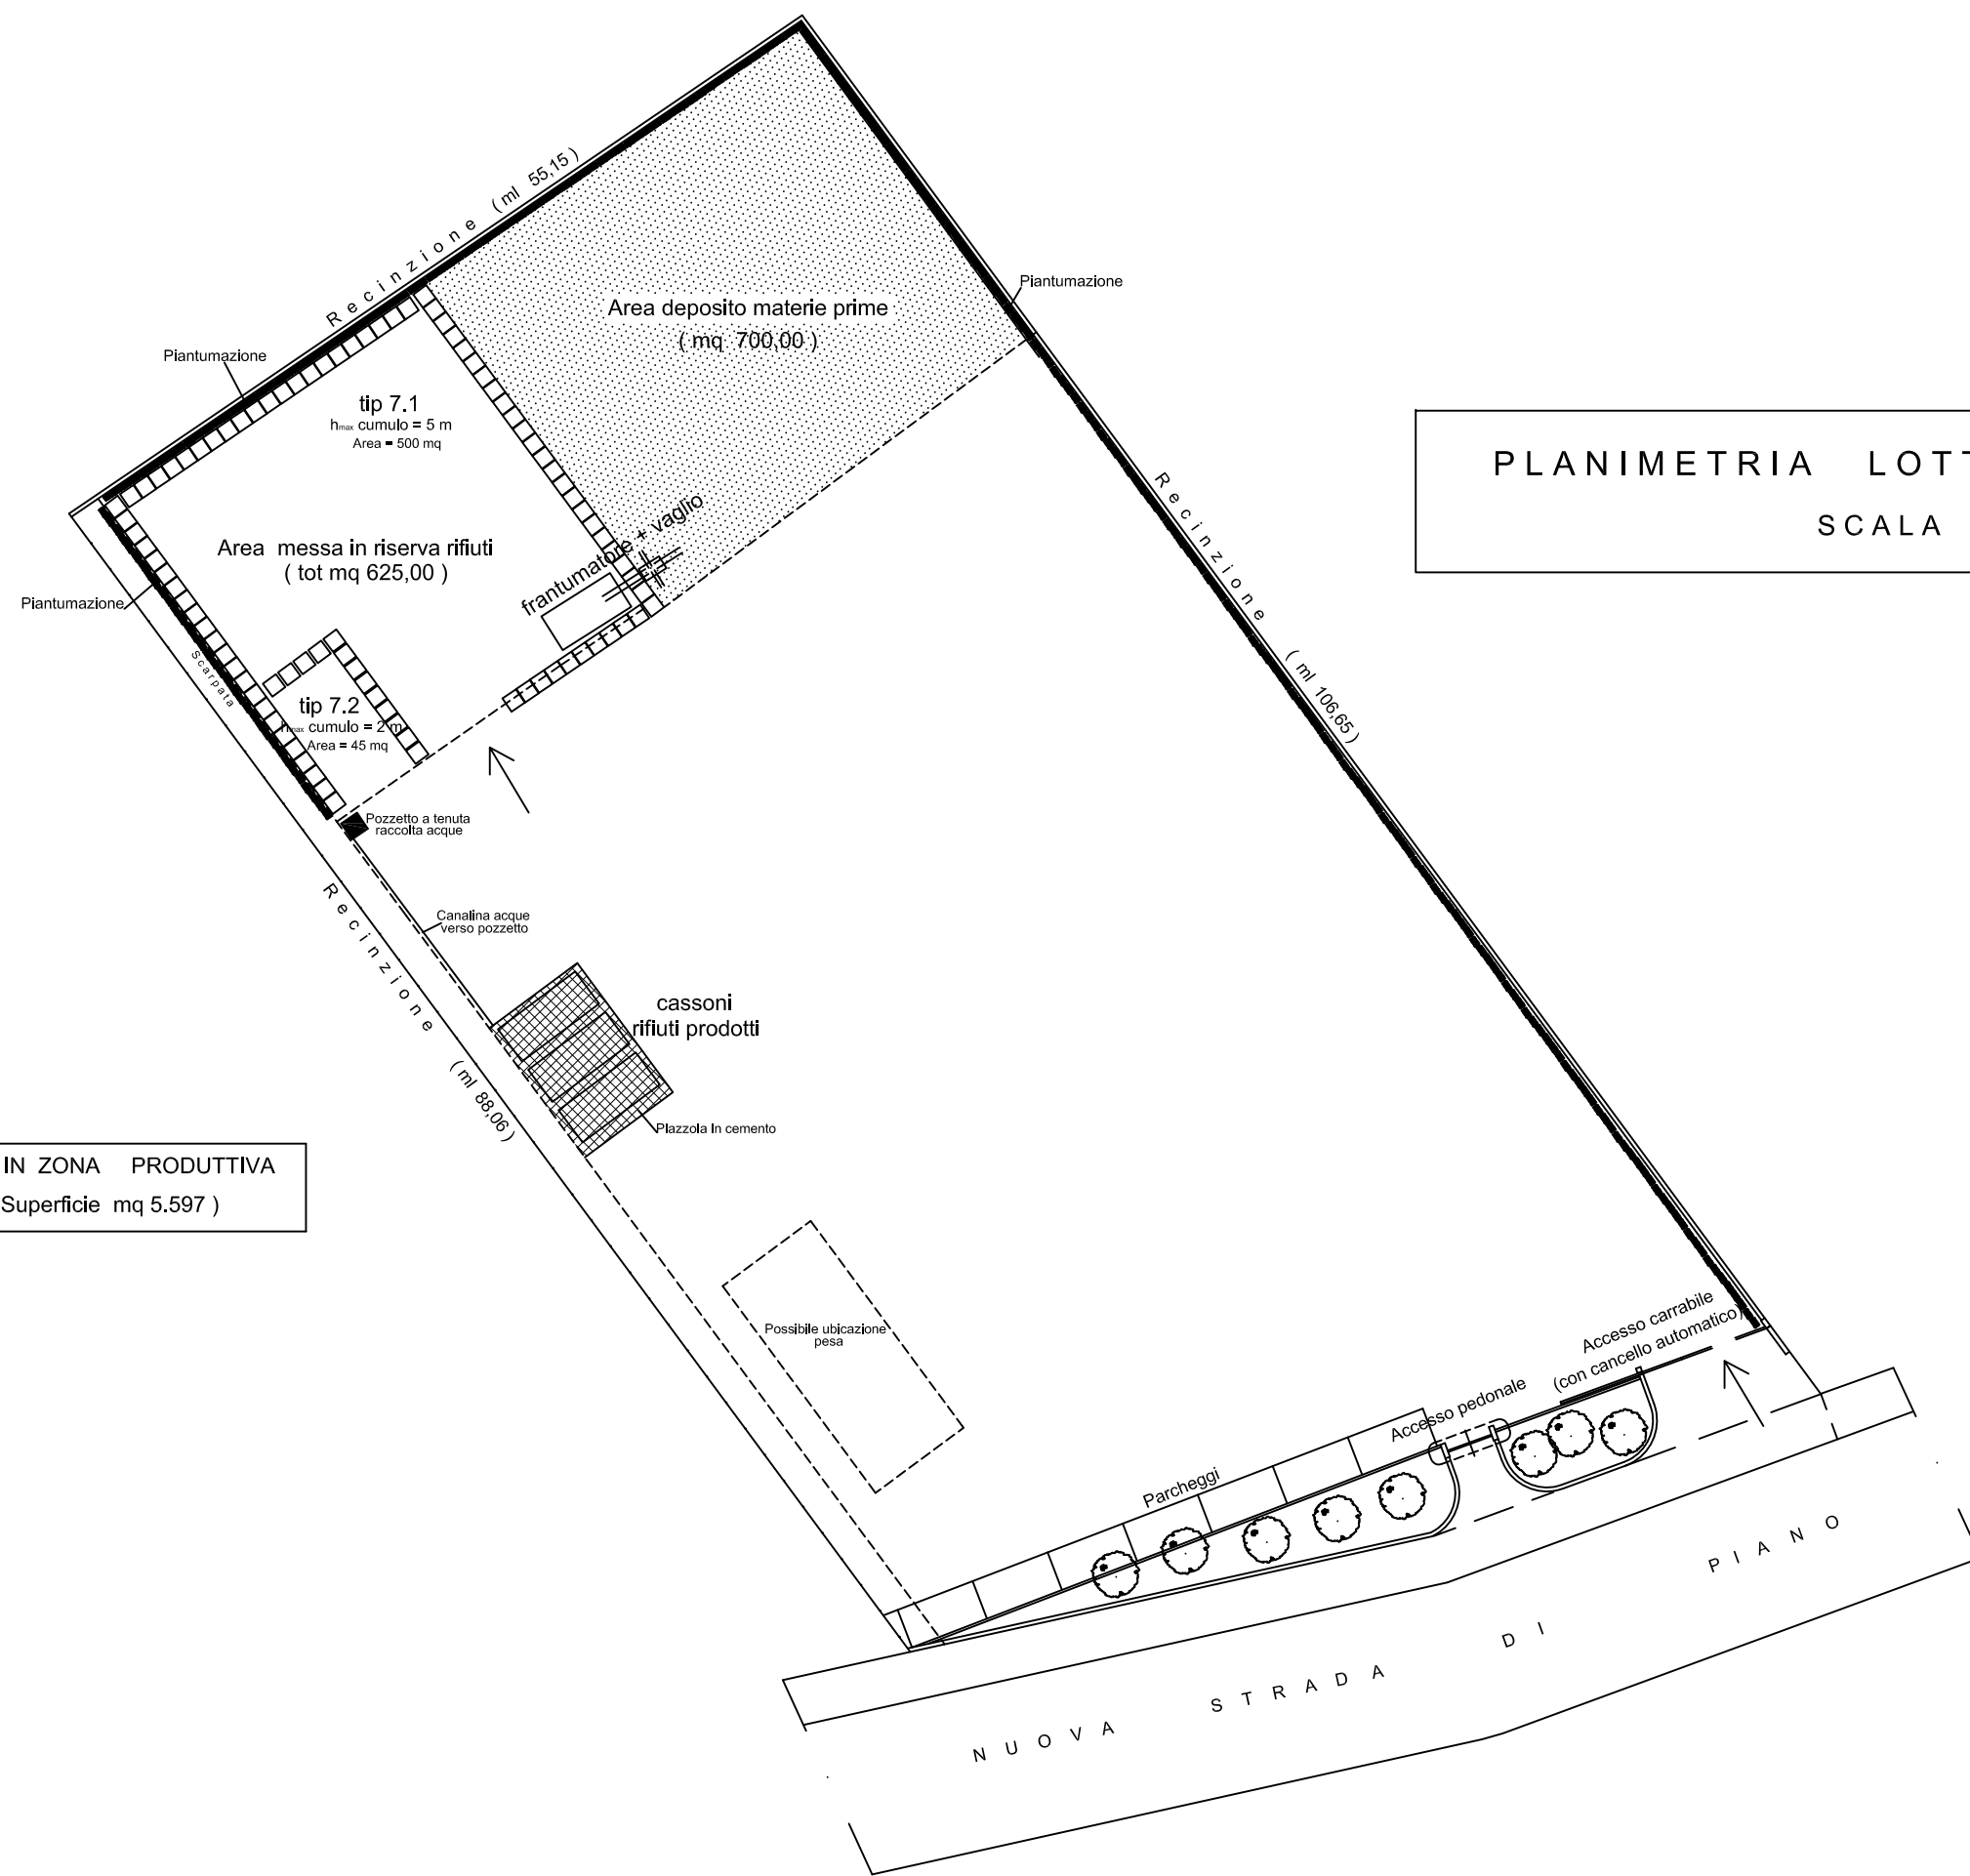 Recinzione (ml 55,15)
Piantumazione
Area deposito materie prime
( mq 700,00 )
Piantumazione
tip 7.1
hmax cumulo = 5 m
Area = 500 mq
PLANIMETRIA LOTT
SCALA
Recinzione (ml 106,65)
frantumatore + vaglio
Area messa in riserva rifiuti
( tot mq 625,00 )
Piantumazione
Scarpata
tip 7.2
hmax cumulo = 2 m
Area = 45 mq
Pozzetto a tenuta
raccolta acque
Recinzione (ml 88,06)
Canalina acque
verso pozzetto
cassoni
rifiuti prodotti
Piazzola In cemento
IN ZONA PRODUTTIVA
Superficie mq 5.597 )
Possibile ubicazione
pesa
Accesso carrabile
(con cancello automatico)
Accesso pedonale
Parcheggi
NUOVA STRADA DI PIANO